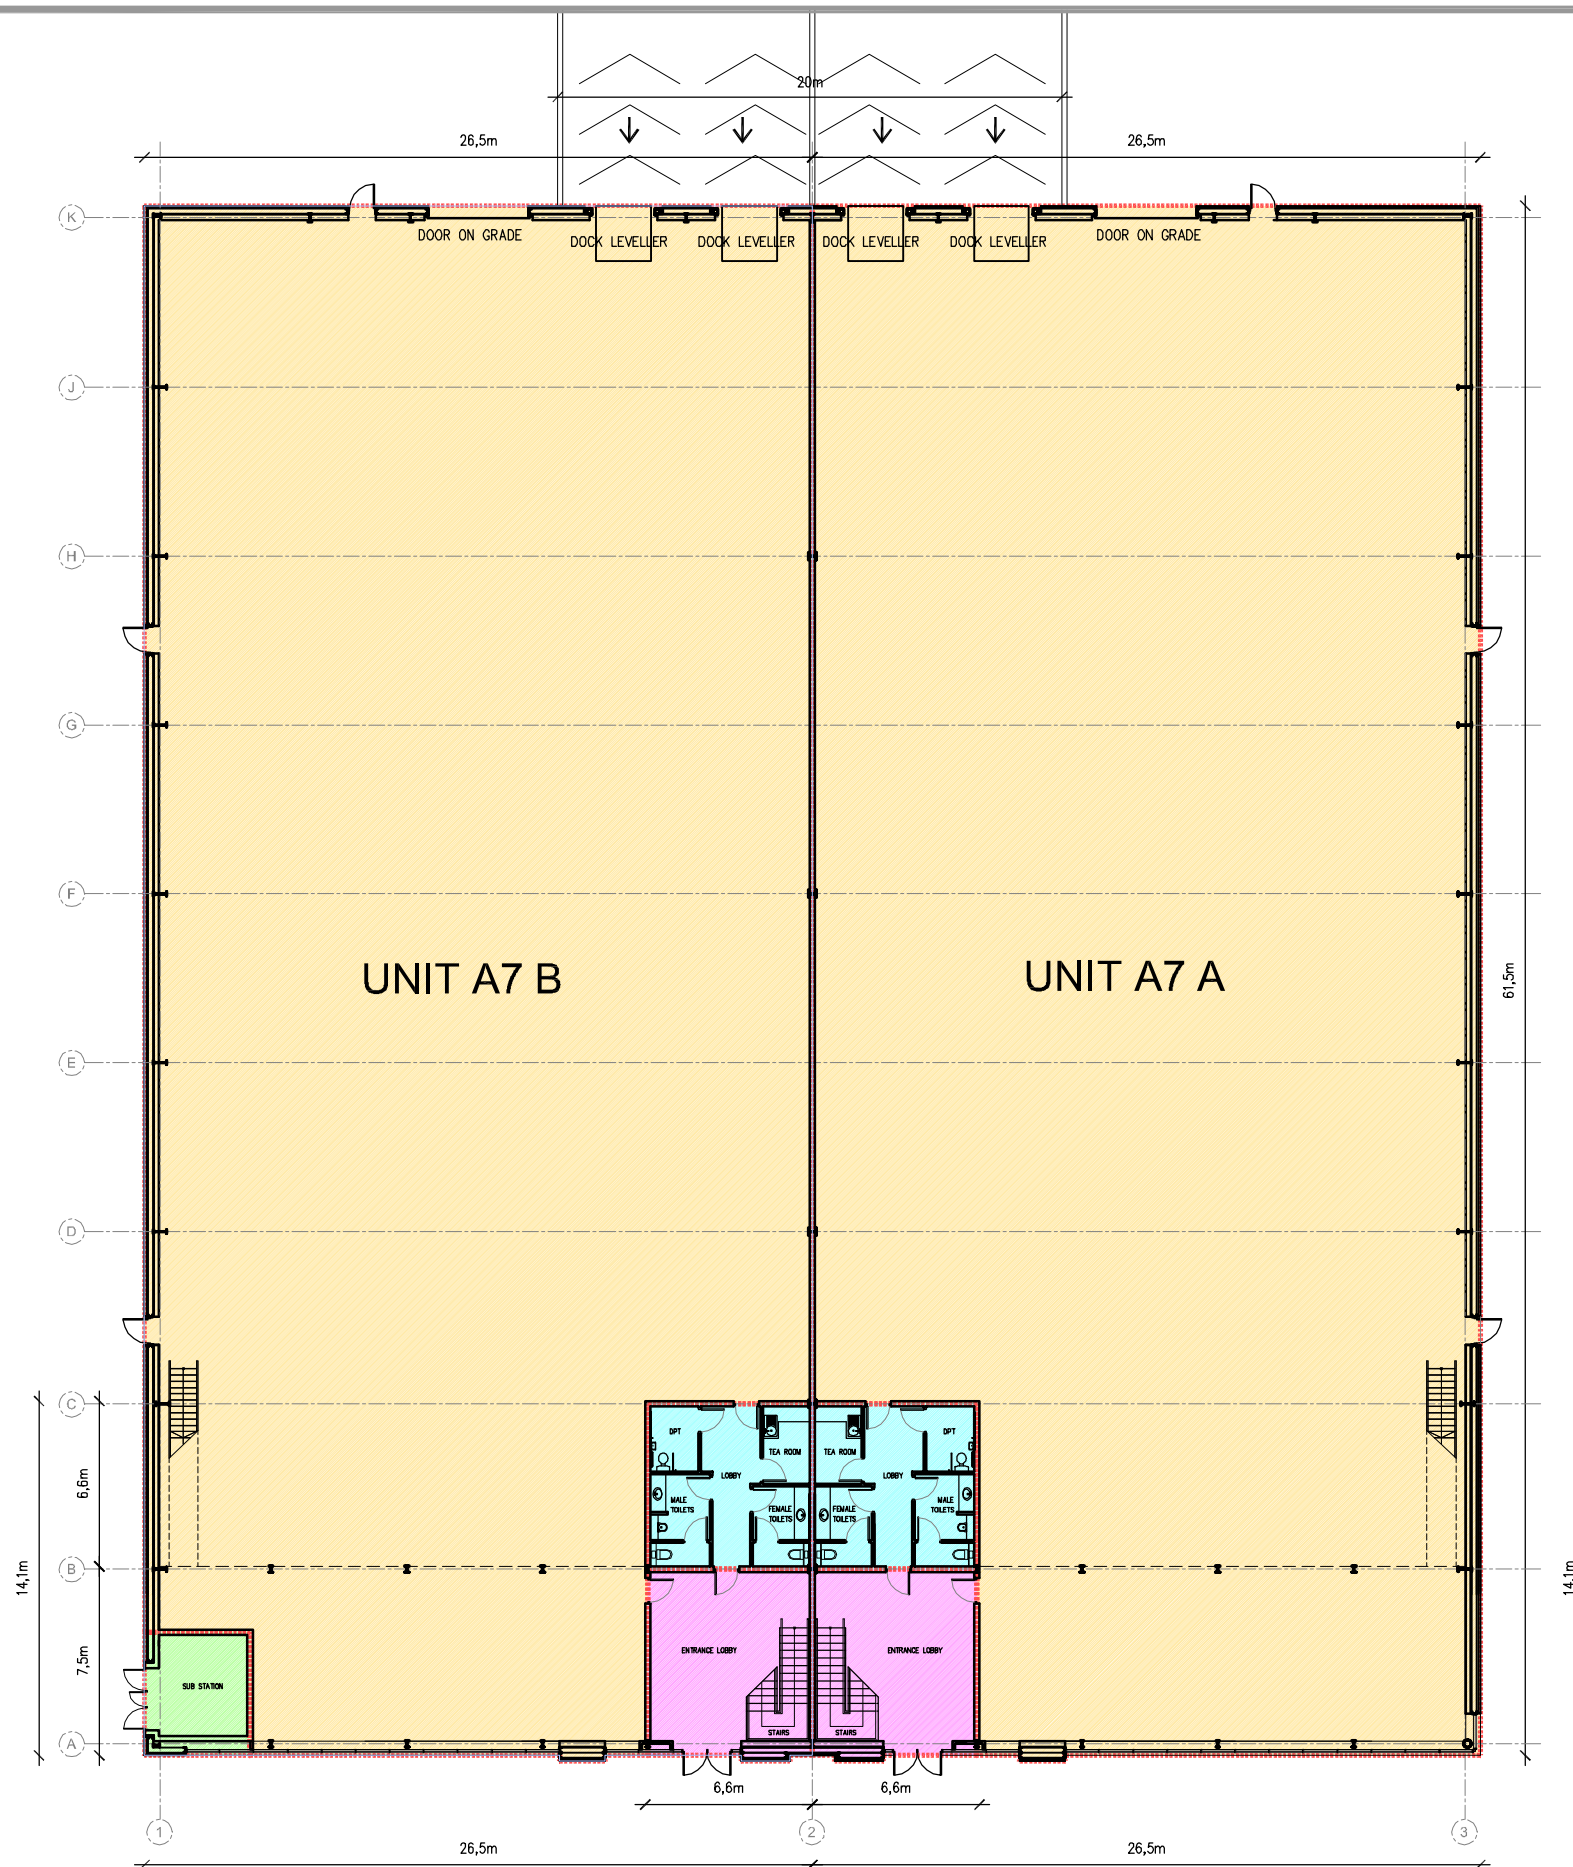 20m
26,5m
26,5m
K
DOOR ON GRADE
DOCK LEVELLER
DOCK LEVELLER
DOCK LEVELLER
DOCK LEVELLER
DOOR ON GRADE
J
H
G
F
UNIT A7 B
UNIT A7 A
61,5m
E
D
C
DPT
TEA ROOM
TEA ROOM
DPT
LOBBY
LOBBY
6,6m
MALE
TOILETS
FEMALE
TOILETS
FEMALE
TOILETS
MALE
TOILETS
B
14,1m
14,1m
7,5m
ENTRANCE LOBBY
ENTRANCE LOBBY
SUB STATION
STAIRS
STAIRS
A
6,6m
6,6m
1
2
3
26,5m
26,5m